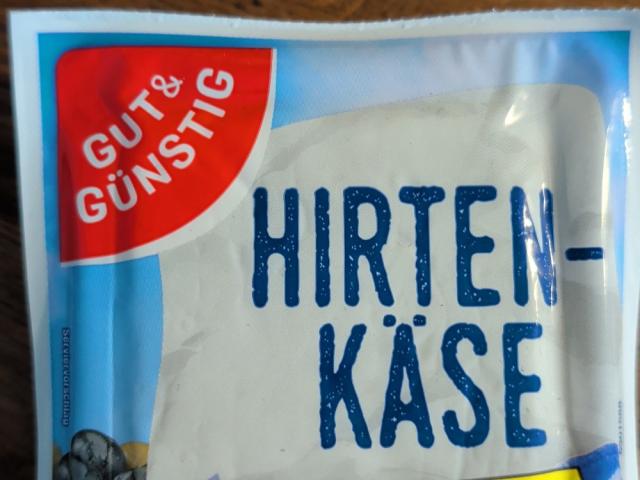 GUT&
GÜNSTIG
HIRTEN-
KÄSE
Serviervorschlag